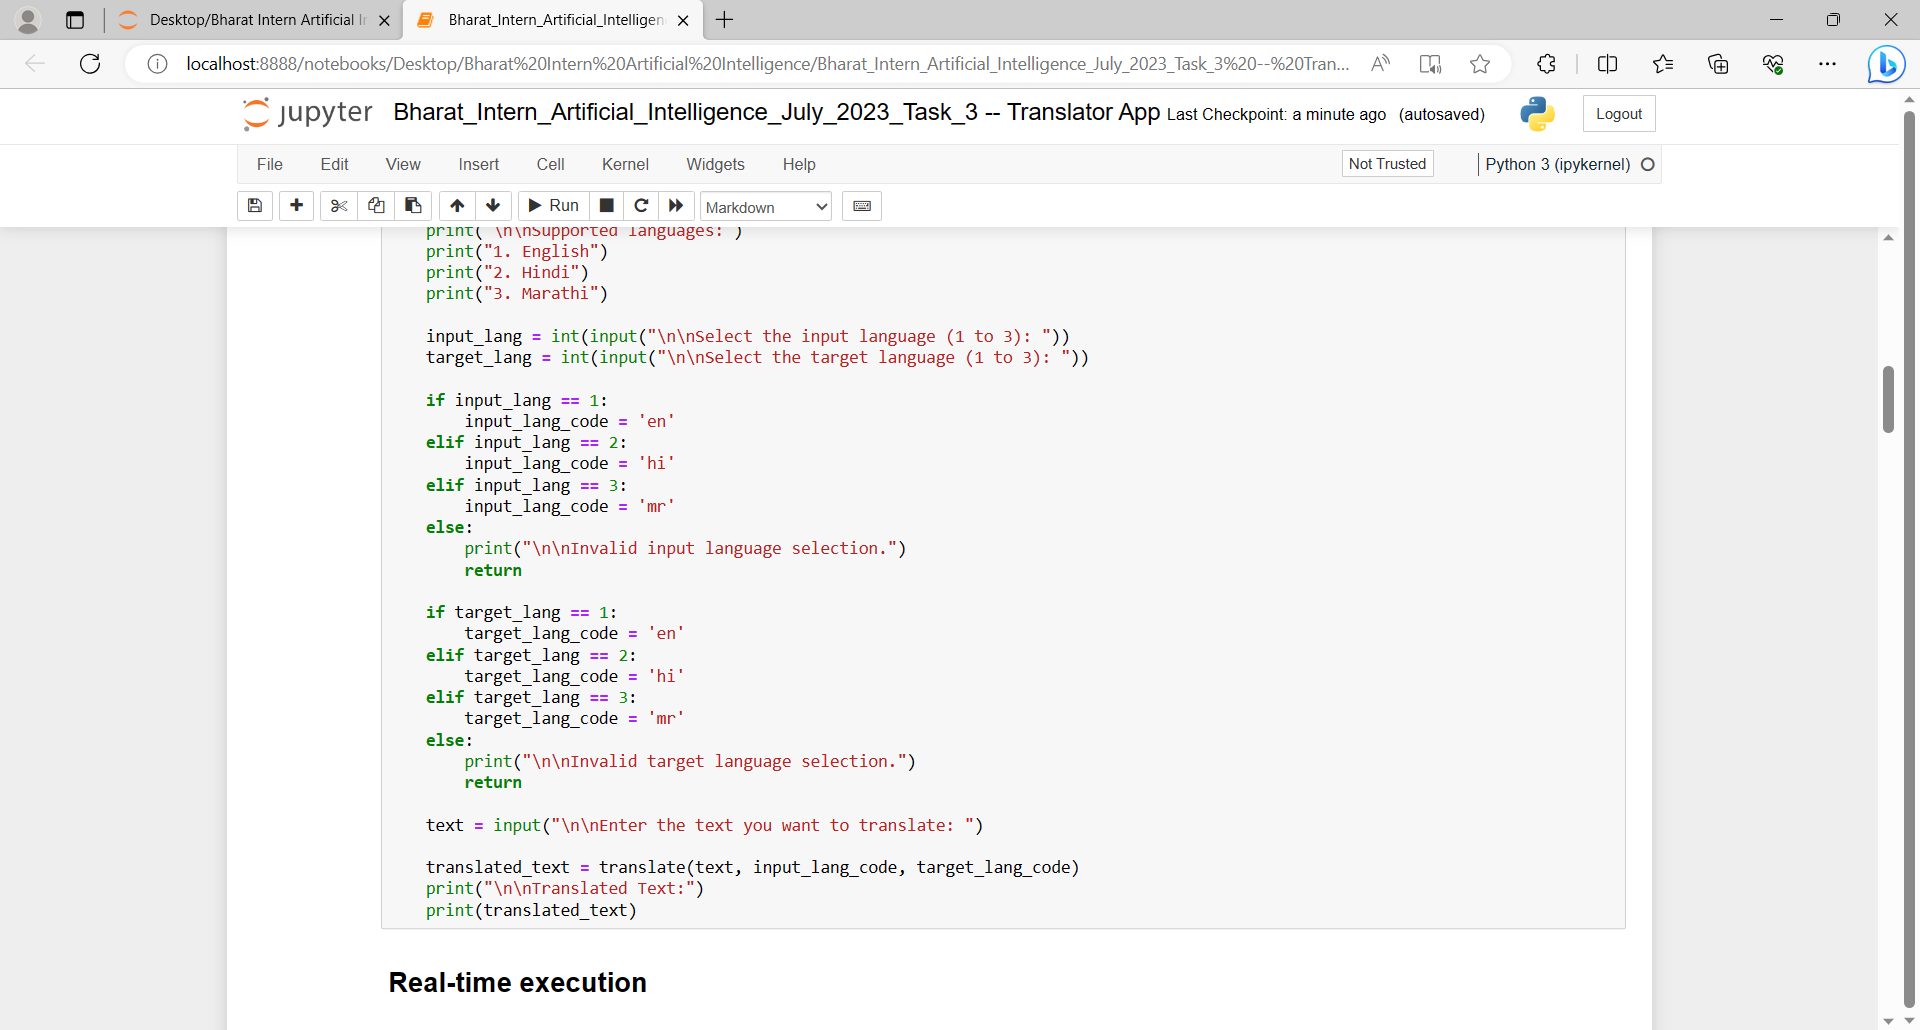 Desktop/Bharat Intern Artificial Ir
Bharat_Intern_Artificial_Intelligen
localhost:8888/notebooks/Desktop/Bharat%20Intern%20Artificial%20Intelligence/Bharat_Intern_Artificial_Intelligence_July_2023_Task_3%20--%20Tran...
jupyter Bharat_Intern_Artificial_Intelligence_July_2023_Task_3 -- Translator App Last Checkpoint: a minute ago (autosaved) Logout
File Edit View Insert Cell Kernel Widgets Help Not Trusted Python 3 (ipykernel)
Run Markdown
print("\n\nSupported languages:")
print("1. English")
print("2. Hindi")
print("3. Marathi")
input_lang = int(input("\n\nSelect the input language (1 to 3): "))
target_lang = int(input("\n\nSelect the target language (1 to 3): "))
if input_lang == 1:
    input_lang_code = 'en'
elif input_lang == 2:
    input_lang_code = 'hi'
elif input_lang == 3:
    input_lang_code = 'mr'
else:
    print("\n\nInvalid input language selection.")
    return
if target_lang == 1:
    target_lang_code = 'en'
elif target_lang == 2:
    target_lang_code = 'hi'
elif target_lang == 3:
    target_lang_code = 'mr'
else:
    print("\n\nInvalid target language selection.")
    return
text = input("\n\nEnter the text you want to translate: ")
translated_text = translate(text, input_lang_code, target_lang_code)
print("\n\nTranslated Text:")
print(translated_text)
Real-time execution